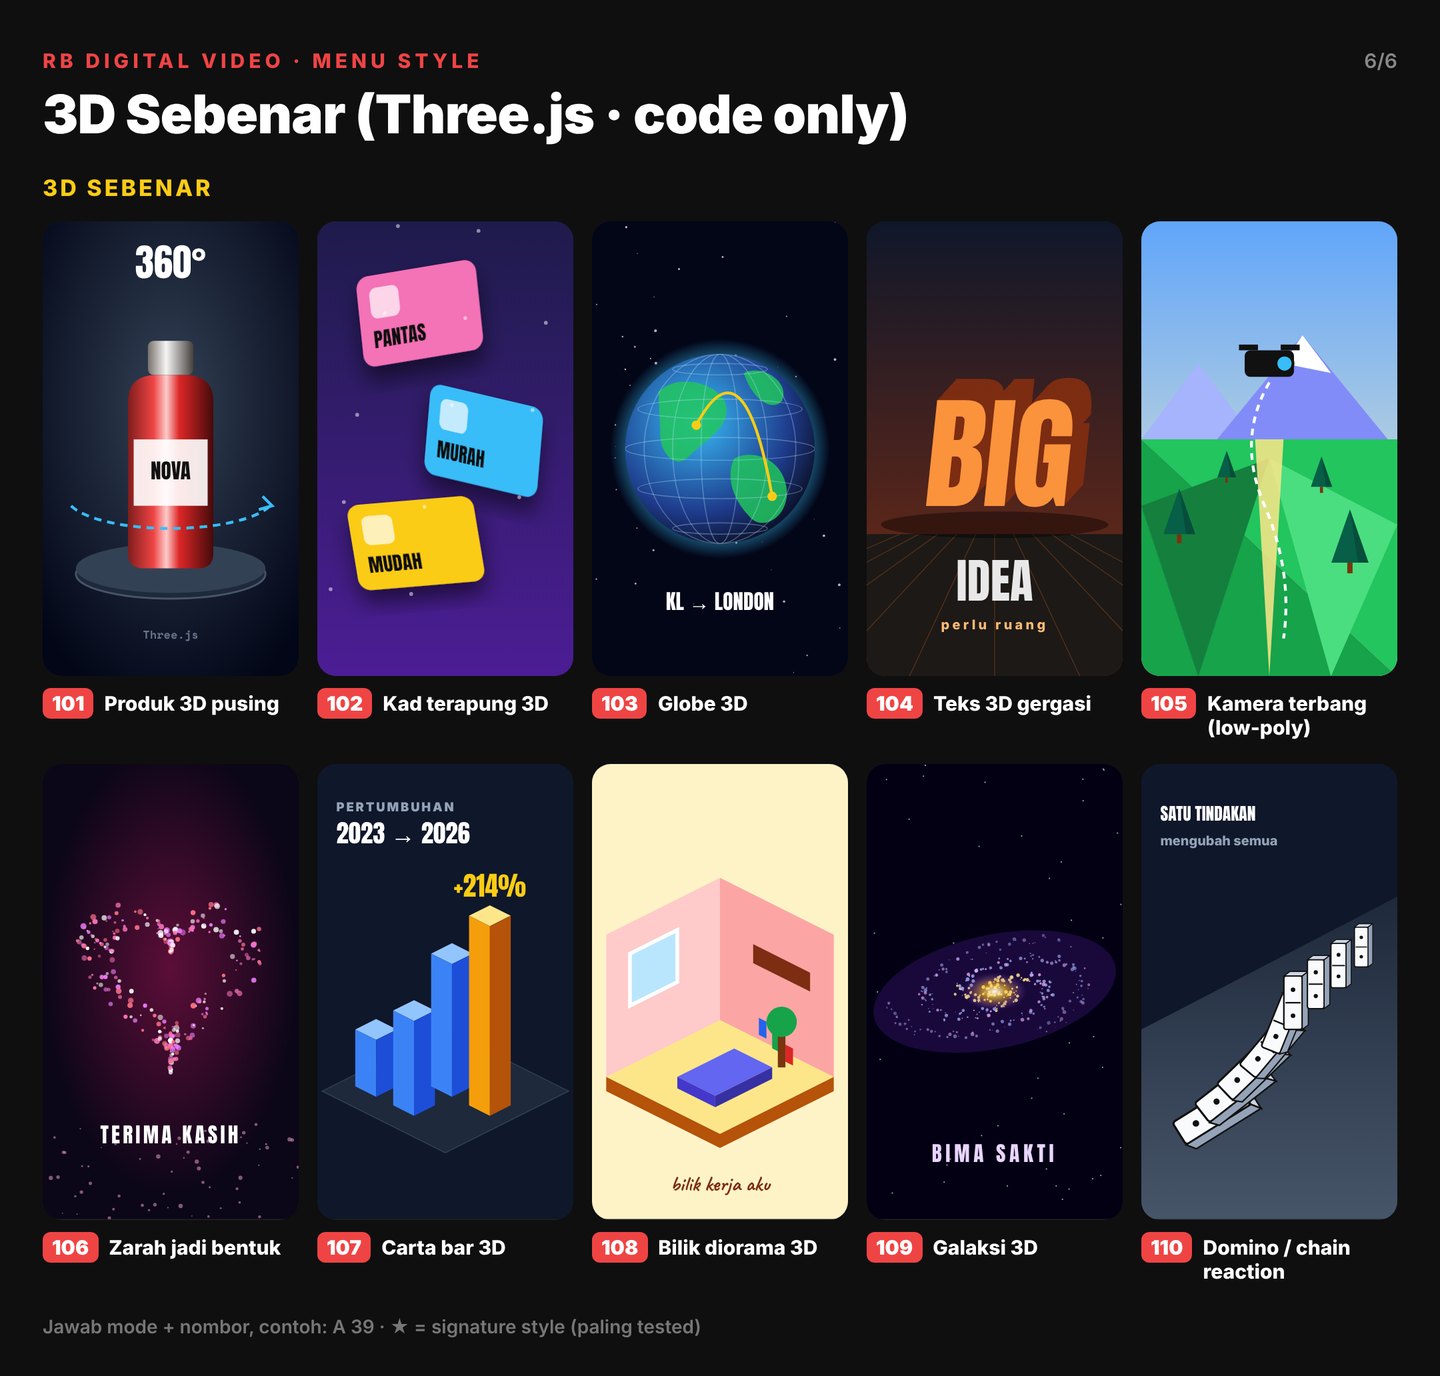 RB DIGITAL VIDEO · MENU STYLE
6/6
3D Sebenar (Three.js · code only)
3D SEBENAR
360°
NOVA
Three.js
PANTAS
MURAH
MUDAH
KL → LONDON
BIG
IDEA
perlu ruang
101 Produk 3D pusing
102 Kad terapung 3D
103 Globe 3D
104 Teks 3D gergasi
105 Kamera terbang
(low-poly)
TERIMA KASIH
PERTUMBUHAN
2023 → 2026
+214%
bilik kerja aku
BIMA SAKTI
SATU TINDAKAN
mengubah semua
106 Zarah jadi bentuk
107 Carta bar 3D
108 Bilik diorama 3D
109 Galaksi 3D
110 Domino / chain
reaction
Jawab mode + nombor, contoh: A 39 · ★ = signature style (paling tested)